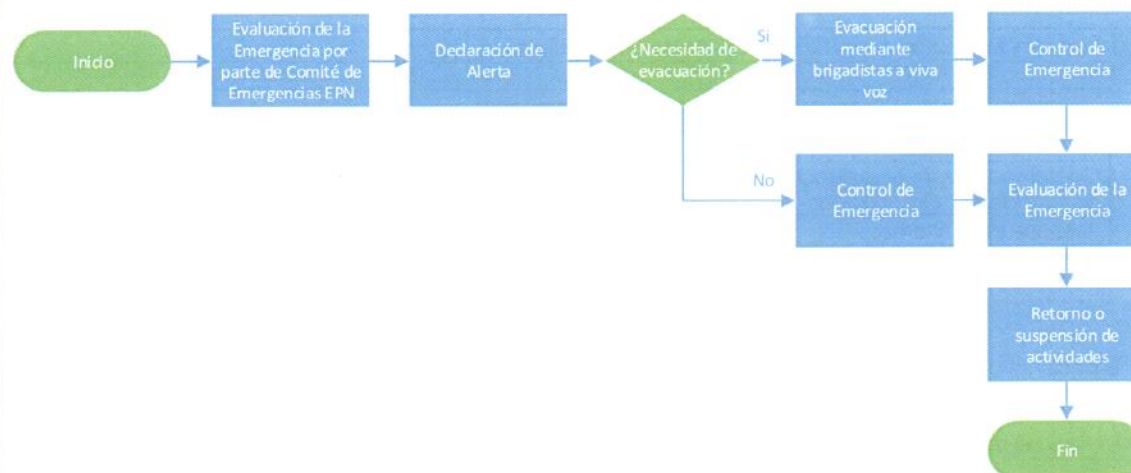 Inicio
Evaluación de la
Emergencia por
parte de Comité de
Emergencias EPN
Declaración de
Alerta
¿Necesidad de
evacuación?
Si
Evacuación
mediante
brigadistas a viva
voz
Control de
Emergencia
No
Control de
Emergencia
Evaluación de la
Emergencia
Retorno o
suspensión de
actividades
Fin